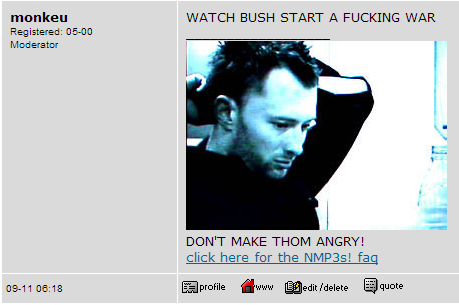 monkeu
Registered: 05-00
Moderator
WATCH BUSH START A FUCKING WAR
DON'T MAKE THOM ANGRY!
click here for the NMP3s! faq
09-11 06:18
profile
www
edit/delete
quote